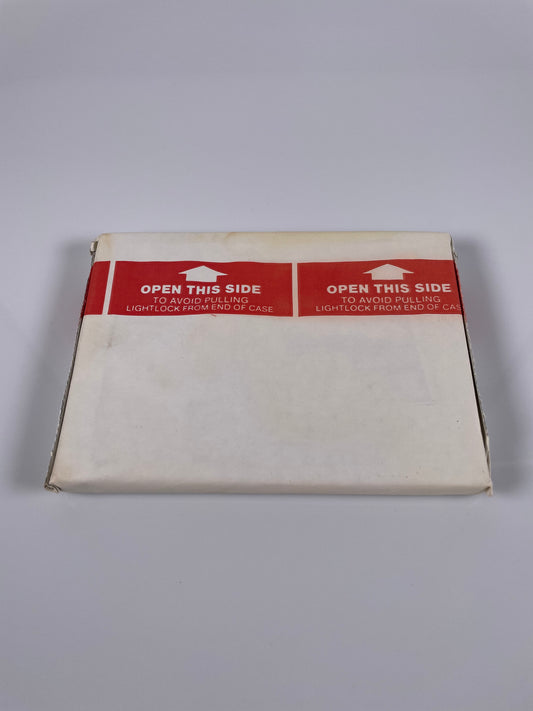 OPEN THIS SIDE
TO AVOID PULLING
LIGHTLOCK FROM END OF CASE
OPEN THIS SIDE
TO AVOID PULLING
LIGHTLOCK FROM END OF CASE